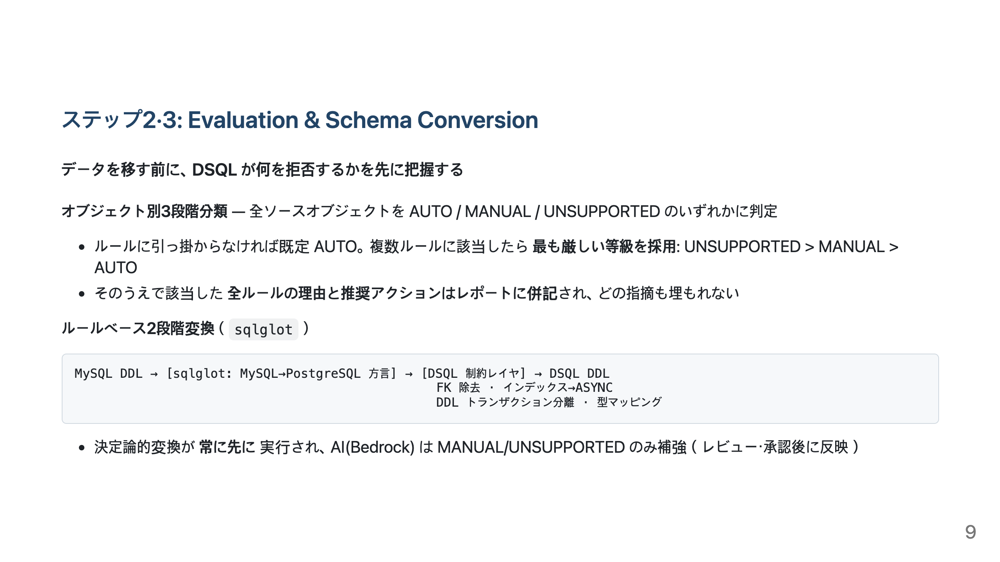 ステップ2·3: Evaluation & Schema Conversion
データを移す前に、DSQL が何を拒否するかを先に把握する
オブジェクト別3段階分類 — 全ソースオブジェクトを AUTO / MANUAL / UNSUPPORTED のいずれかに判定
• ルールに引っ掛からなければ既定 AUTO。複数ルールに該当したら 最も厳しい等級を採用: UNSUPPORTED > MANUAL >
AUTO
• そのうえで該当した 全ルールの理由と推奨アクションはレポートに併記され、どの指摘も埋もれない
ルールベース2段階変換 ( sqlglot )
MySQL DDL → [sqlglot: MySQL→PostgreSQL 方言] → [DSQL 制約レイヤ] → DSQL DDL
FK 除去 · インデックス→ASYNC
DDL トランザクション分離 · 型マッピング
• 決定論的変換が 常に先に 実行され、AI(Bedrock) は MANUAL/UNSUPPORTED のみ補強 ( レビュー·承認後に反映 )
9